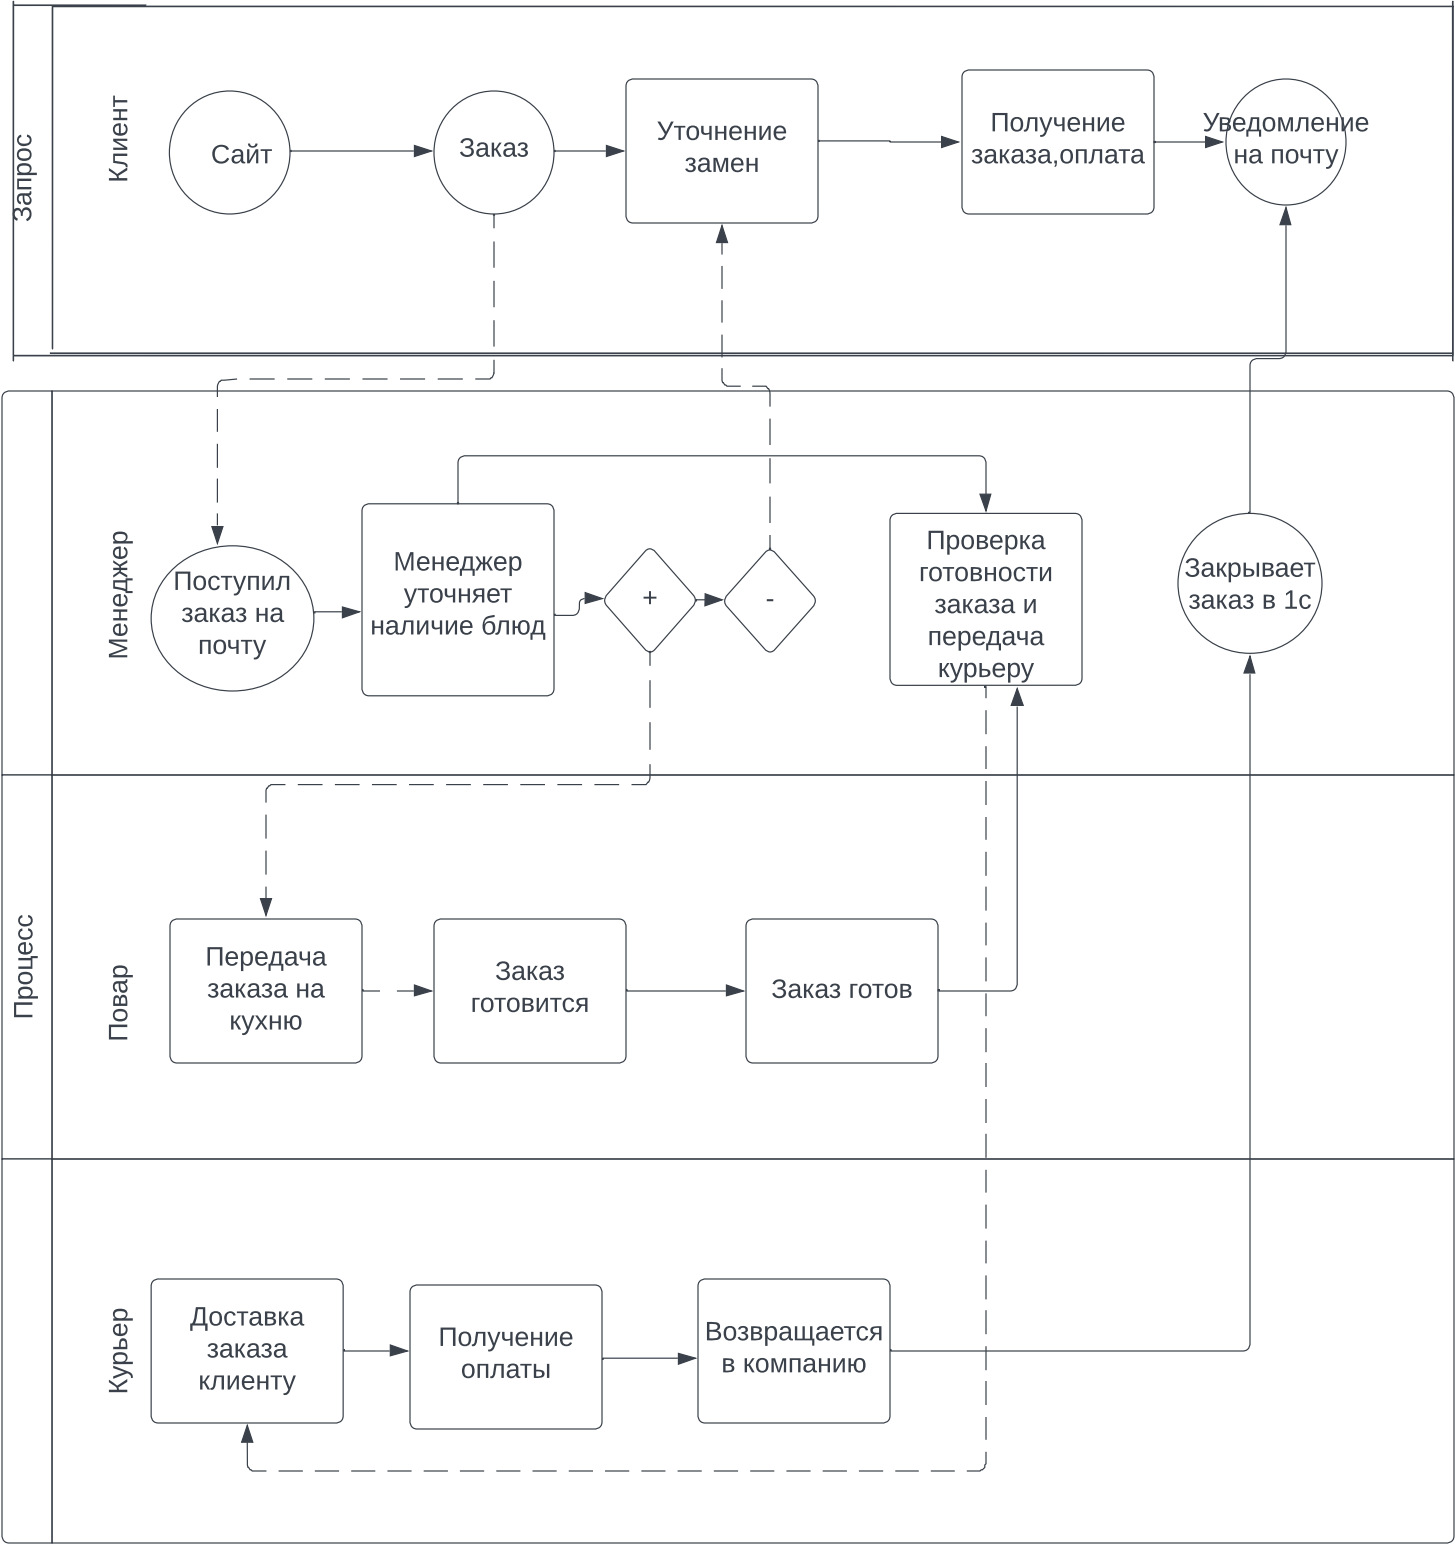 Запрос
Клиент
Сайт
Заказ
Уточнение
замен
Получение
заказа,оплата
Уведомление
на почту
Процесс
Менеджер
Поступил
заказ на
почту
Менеджер
уточняет
наличие блюд
+
-
Проверка
готовности
заказа и
передача
курьеру
Закрывает
заказ в 1с
Повар
Передача
заказа на
кухню
Заказ
готовится
Заказ готов
Курьер
Доставка
заказа
клиенту
Получение
оплаты
Возвращается
в компанию